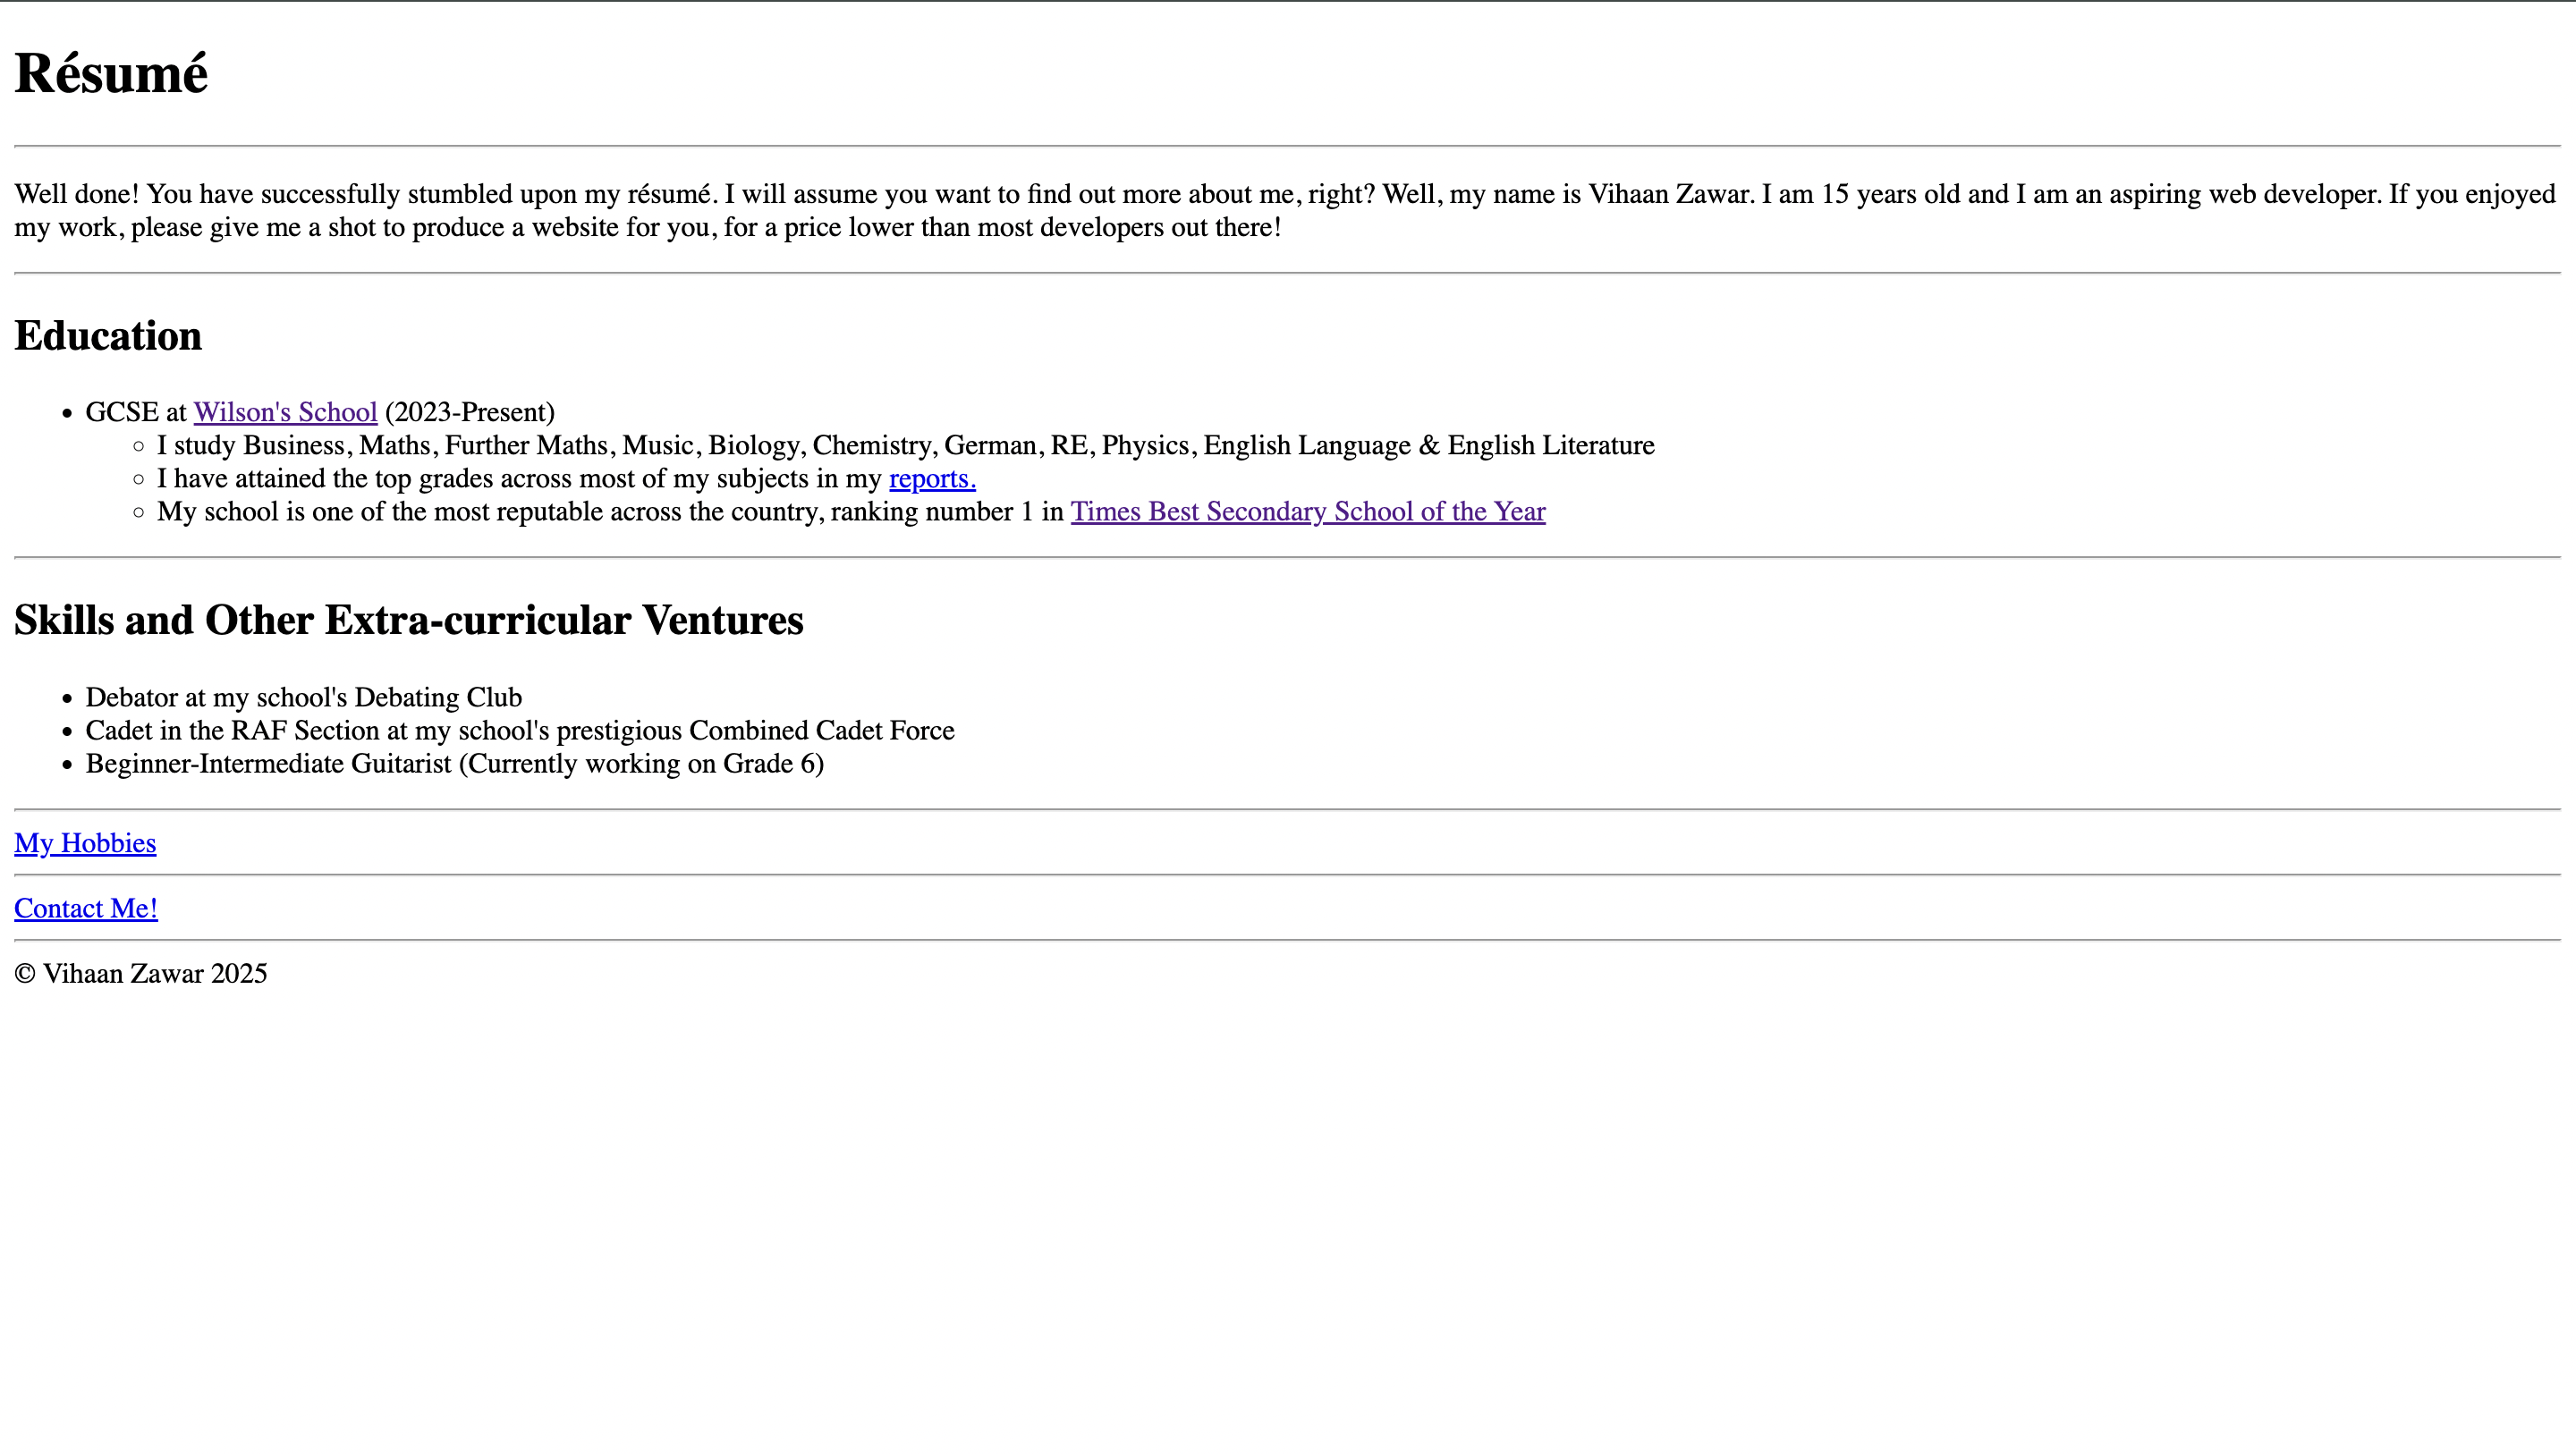 Résumé
Well done! You have successfully stumbled upon my résumé. I will assume you want to find out more about me, right? Well, my name is Vihaan Zawar. I am 15 years old and I am an aspiring web developer. If you enjoyed
my work, please give me a shot to produce a website for you, for a price lower than most developers out there!
Education
• GCSE at Wilson's School (2023-Present)
◦ I study Business, Maths, Further Maths, Music, Biology, Chemistry, German, RE, Physics, English Language & English Literature
◦ I have attained the top grades across most of my subjects in my reports.
◦ My school is one of the most reputable across the country, ranking number 1 in Times Best Secondary School of the Year
Skills and Other Extra-curricular Ventures
• Debator at my school's Debating Club
• Cadet in the RAF Section at my school's prestigious Combined Cadet Force
• Beginner-Intermediate Guitarist (Currently working on Grade 6)
My Hobbies
Contact Me!
© Vihaan Zawar 2025